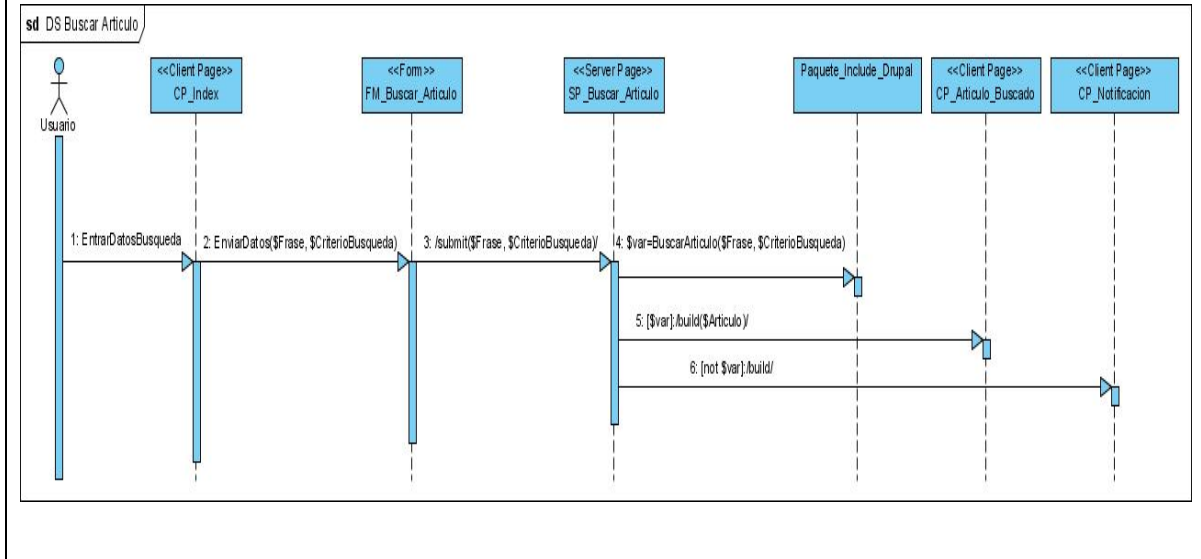 sd DS Buscar Articulo
<<Client Page>>
CP_Index
<<Form>>
FM_Buscar_Articulo
<<Server Page>>
SP_Buscar_Articulo
Paquete_Include_Drupal
<<Client Page>>
CP_Articulo_Buscado
<<Client Page>>
CP_Notificacion
Usuario
1: EntrarDatosBusqueda
2: EnviarDatos($Frase, $CriterioBusqueda)
3: /submit($Frase, $CriterioBusqueda)/
4: $var=BuscarArticulo($Frase, $CriterioBusqueda)
5: [$var]:/build($Articulo)/
6: [not $var]:/build/